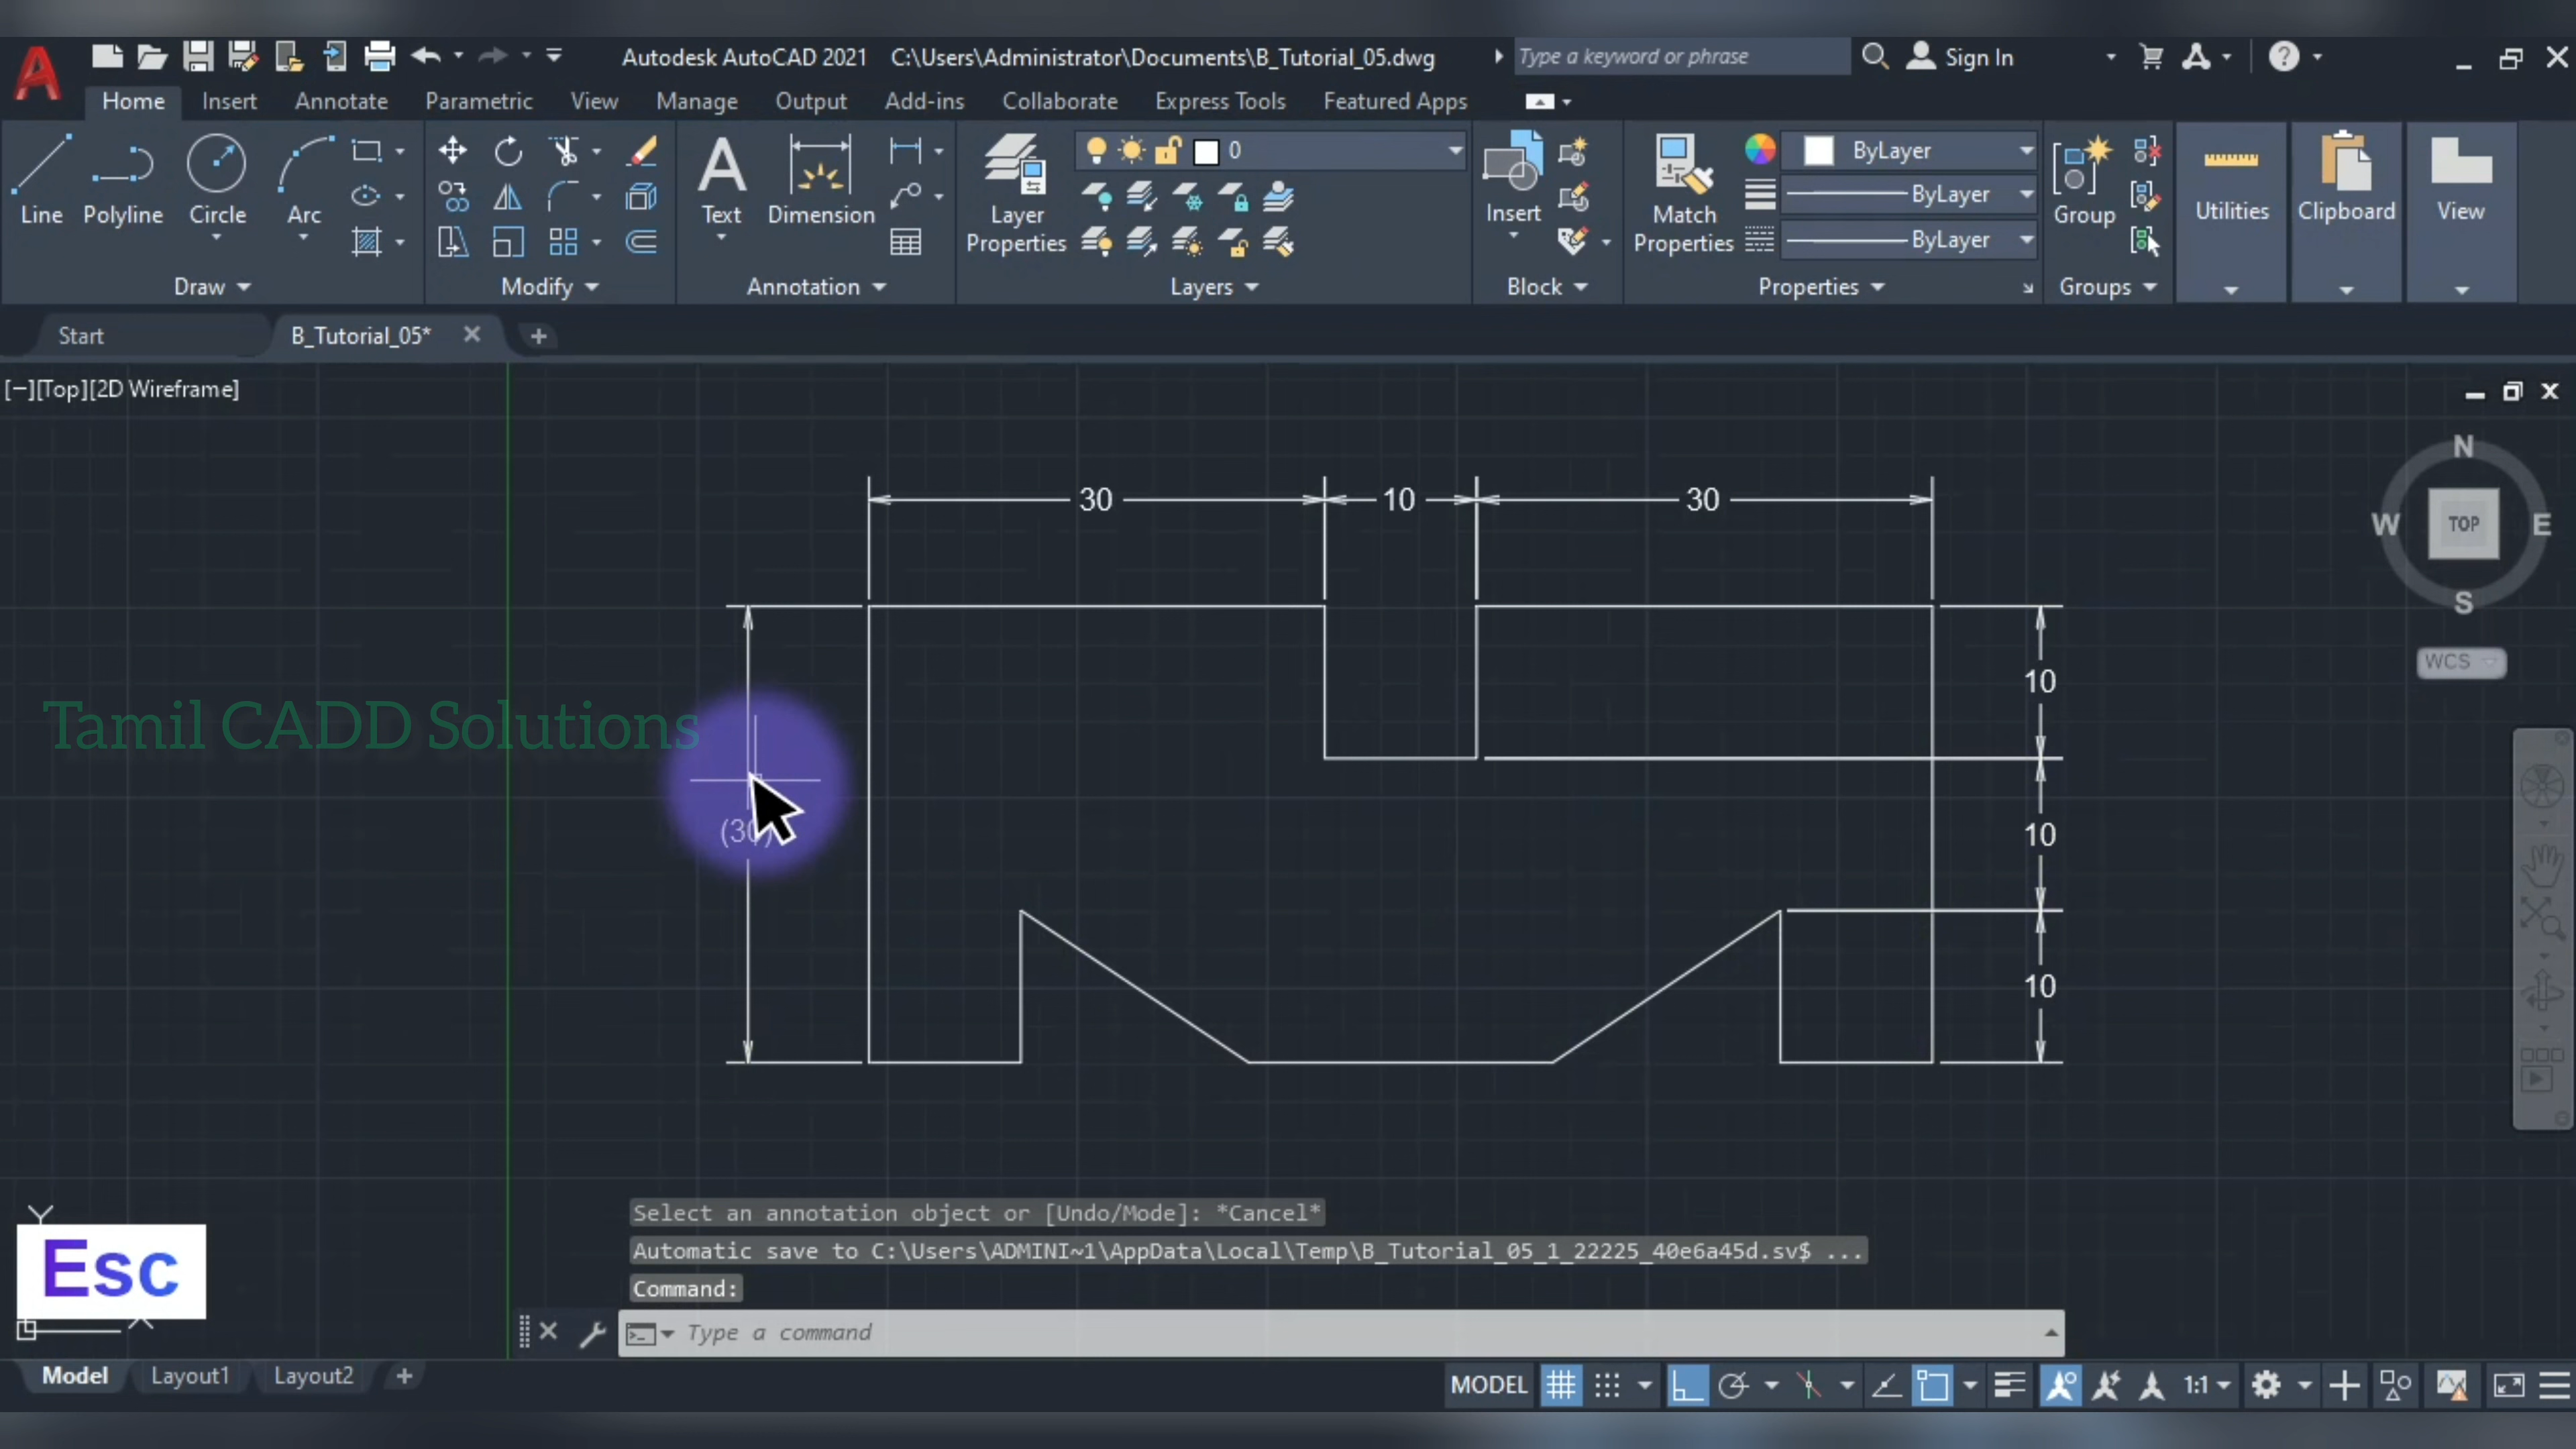 Autodesk AutoCAD 2021 C:\Users\Administrator\Documents\B_Tutorial_05.dwg
Type a keyword or phrase
Sign In
Home Insert Annotate Parametric View Manage Output Add-ins Collaborate Express Tools Featured Apps
0
ByLayer
ByLayer
ByLayer
Line Polyline Circle Arc
Text Dimension
Layer Properties
Insert
Match Properties
Group
Utilities Clipboard View
Draw Modify Annotation Layers Block Properties Groups
Start B_Tutorial_05*
[−][Top][2D Wireframe]
N
W TOP E
S
WCS
30 10 30
10
Tamil CADD Solutions
(30)
10
10
Select an annotation object or [Undo/Mode]: *Cancel*
Automatic save to C:\Users\ADMINI~1\AppData\Local\Temp\B_Tutorial_05_1_22225_40e6a45d.sv$ ...
Command:
Y
Esc
Type a command
Model Layout1 Layout2
MODEL 1:1